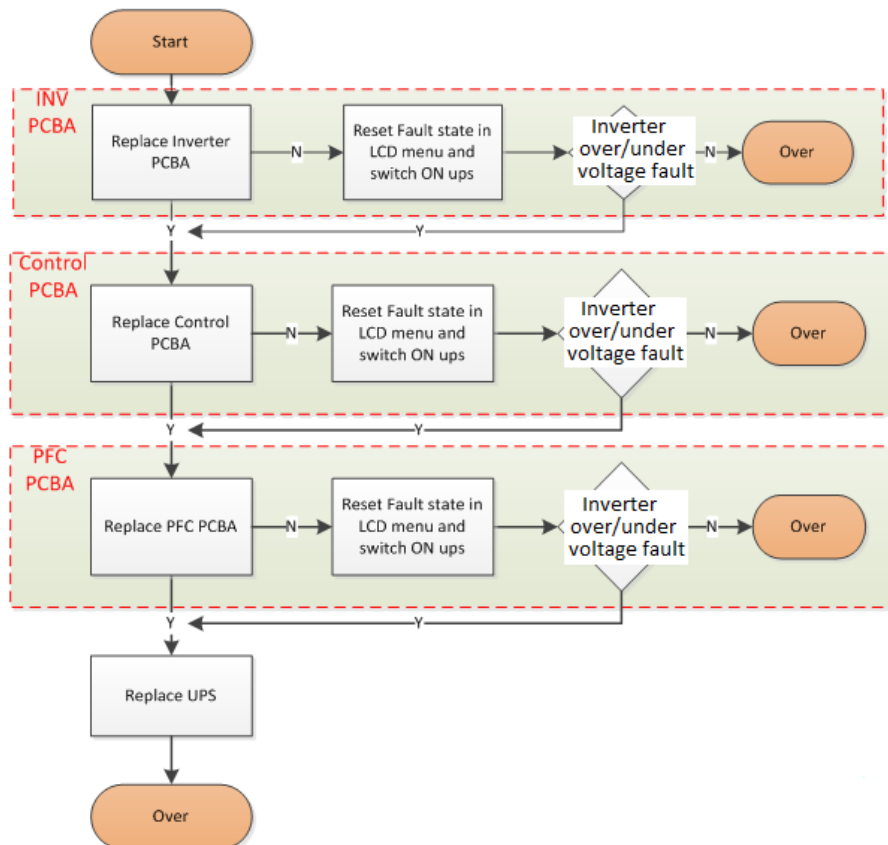 Start
INV
PCBA
Replace Inverter
PCBA
N
Reset Fault state in
LCD menu and
switch ON ups
Inverter
over/under
voltage fault
N
Over
Y
Y
Control
PCBA
Replace Control
PCBA
N
Reset Fault state in
LCD menu and
switch ON ups
Inverter
over/under
voltage fault
N
Over
Y
Y
PFC
PCBA
Replace PFC PCBA
N
Reset Fault state in
LCD menu and
switch ON ups
Inverter
over/under
voltage fault
N
Over
Y
Y
Replace UPS
Over